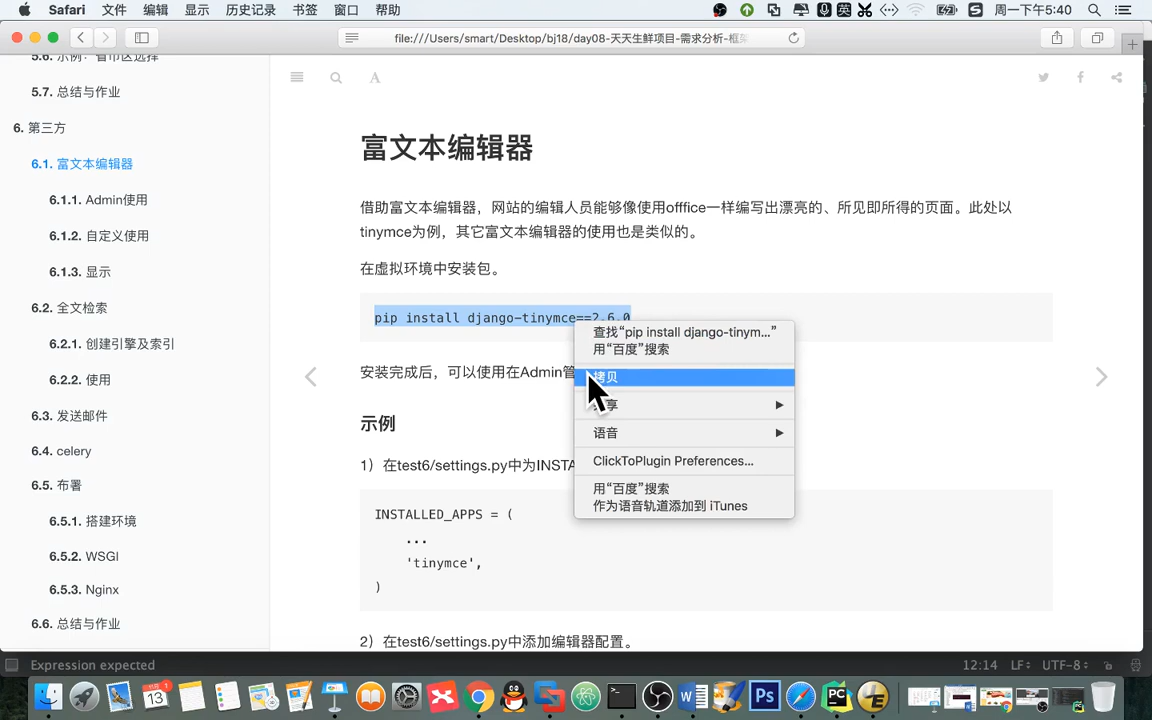 Safari 文件 编辑 显示 历史记录 书签 窗口 帮助 英 周一下午5:40
file:///Users/smart/Desktop/bj18/day08-天天生鲜项目-需求分析-框架
5.6. 示例：省市区选择
5.7. 总结与作业
6. 第三方
6.1. 富文本编辑器
6.1.1. Admin使用
6.1.2. 自定义使用
6.1.3. 显示
6.2. 全文检索
6.2.1. 创建引擎及索引
6.2.2. 使用
6.3. 发送邮件
6.4. celery
6.5. 布署
6.5.1. 搭建环境
6.5.2. WSGI
6.5.3. Nginx
6.6. 总结与作业
A
富文本编辑器
借助富文本编辑器，网站的编辑人员能够像使用offfice一样编写出漂亮的、所见即所得的页面。此处以
tinymce为例，其它富文本编辑器的使用也是类似的。
在虚拟环境中安装包。
pip install django-tinymce==2.6.0
安装完成后，可以使用在Admin管
示例
1）在test6/settings.py中为INSTA
INSTALLED_APPS = (
...
'tinymce',
)
2）在test6/settings.py中添加编辑器配置。
查找“pip install django-tinym...”
用“百度”搜索
拷贝
享
语音
ClickToPlugin Preferences...
用“百度”搜索
作为语音轨道添加到 iTunes
Expression expected 12:14 LF UTF-8
13
Ps
PC